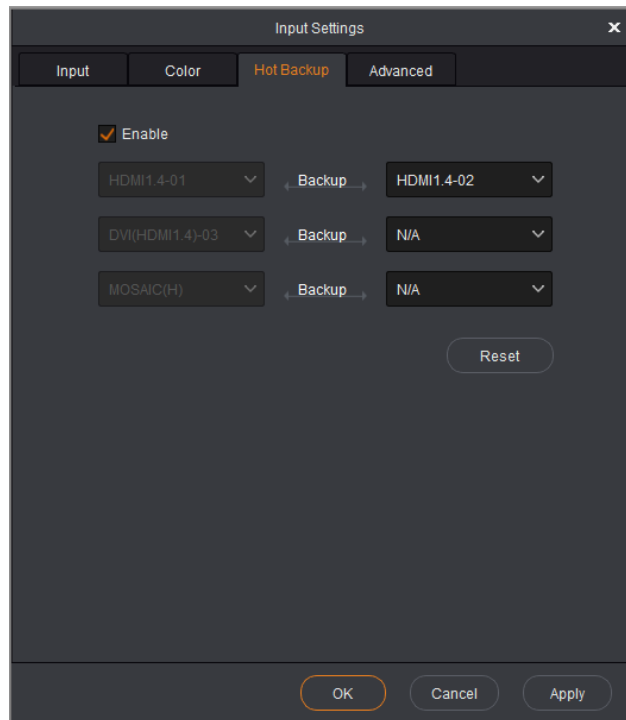 Input Settings x
Input Color Hot Backup Advanced
Enable
HDMI1.4-01 Backup HDMI1.4-02
DVI(HDMI1.4)-03 Backup N/A
MOSAIC(H) Backup N/A
Reset
OK Cancel Apply